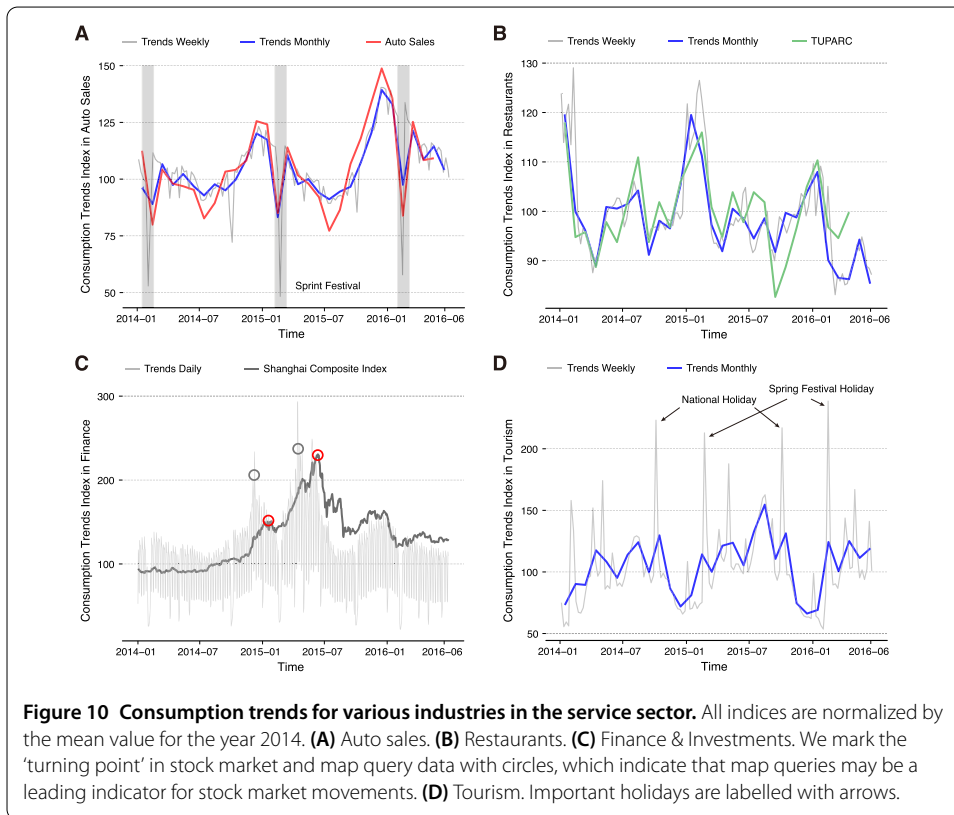 A
Trends Weekly Trends Monthly Auto Sales
Consumption Trends Index in Auto Sales
150
125
100
75
50
Sprint Festival
2014–01 2014–07 2015–01 2015–07 2016–01 2016–06
Time
B
Trends Weekly Trends Monthly TUPARC
Consumption Trends Index in Restaurants
130
120
110
100
90
2014–01 2014–07 2015–01 2015–07 2016–01 2016–06
Time
C
Trends Daily Shanghai Composite Index
Consumption Trends Index in Finance
300
200
100
2014–01 2014–07 2015–01 2015–07 2016–01 2016–06
Time
D
Trends Weekly Trends Monthly
Spring Festival Holiday
National Holiday
Consumption Trends Index in Tourism
200
150
100
50
2014–01 2014–07 2015–01 2015–07 2016–01 2016–06
Time
Figure 10 Consumption trends for various industries in the service sector. All indices are normalized by
the mean value for the year 2014. (A) Auto sales. (B) Restaurants. (C) Finance & Investments. We mark the
‘turning point’ in stock market and map query data with circles, which indicate that map queries may be a
leading indicator for stock market movements. (D) Tourism. Important holidays are labelled with arrows.